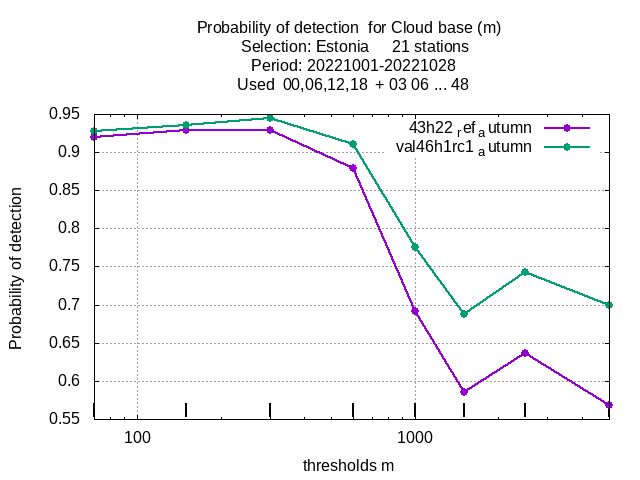 Probability of detection  for Cloud base (m)
Selection: Estonia     21 stations
Period: 20221001-20221028
Used  00,06,12,18  + 03 06 ... 48
43h22 ref a utumn
val46h1rc1 a utumn
0.95
0.9
0.85
0.8
0.75
0.7
0.65
0.6
0.55
Probability of detection
100
1000
thresholds m